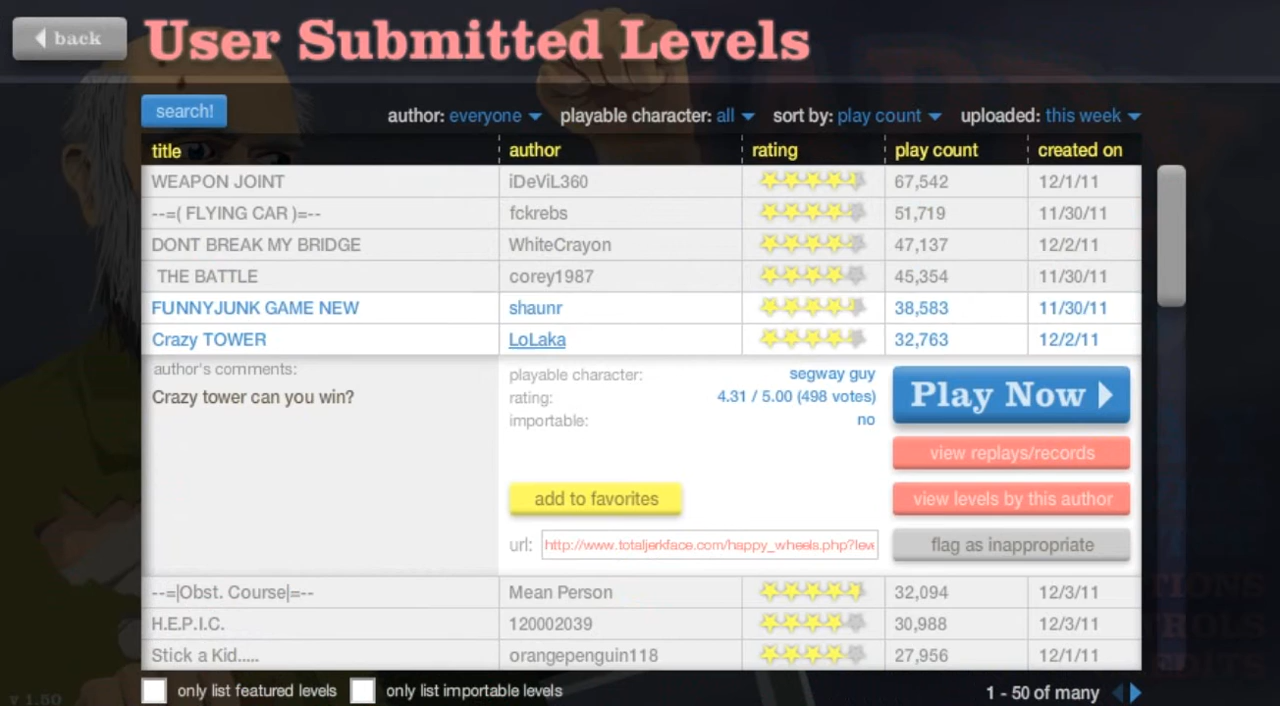 back
User Submitted Levels
search!
author: everyone playable character: all sort by: play count uploaded: this week
title author rating play count created on
WEAPON JOINT iDeViL360 67,542 12/1/11
--=( FLYING CAR )=-- fckrebs 51,719 11/30/11
DONT BREAK MY BRIDGE WhiteCrayon 47,137 12/2/11
THE BATTLE corey1987 45,354 11/30/11
FUNNYJUNK GAME NEW shaunr 38,583 11/30/11
Crazy TOWER LoLaka 32,763 12/2/11
author's comments:
Crazy tower can you win?
playable character: segway guy
rating: 4.31 / 5.00 (498 votes)
importable: no
add to favorites
url: http://www.totaljerkface.com/happy_wheels.php?leve
Play Now
view replays/records
view levels by this author
flag as inappropriate
--=|Obst. Course|=-- Mean Person 32,094 12/3/11
H.E.P.I.C. 120002039 30,988 12/3/11
Stick a Kid..... orangepenguin118 27,956 12/1/11
only list featured levels only list importable levels 1 - 50 of many
v 1.50